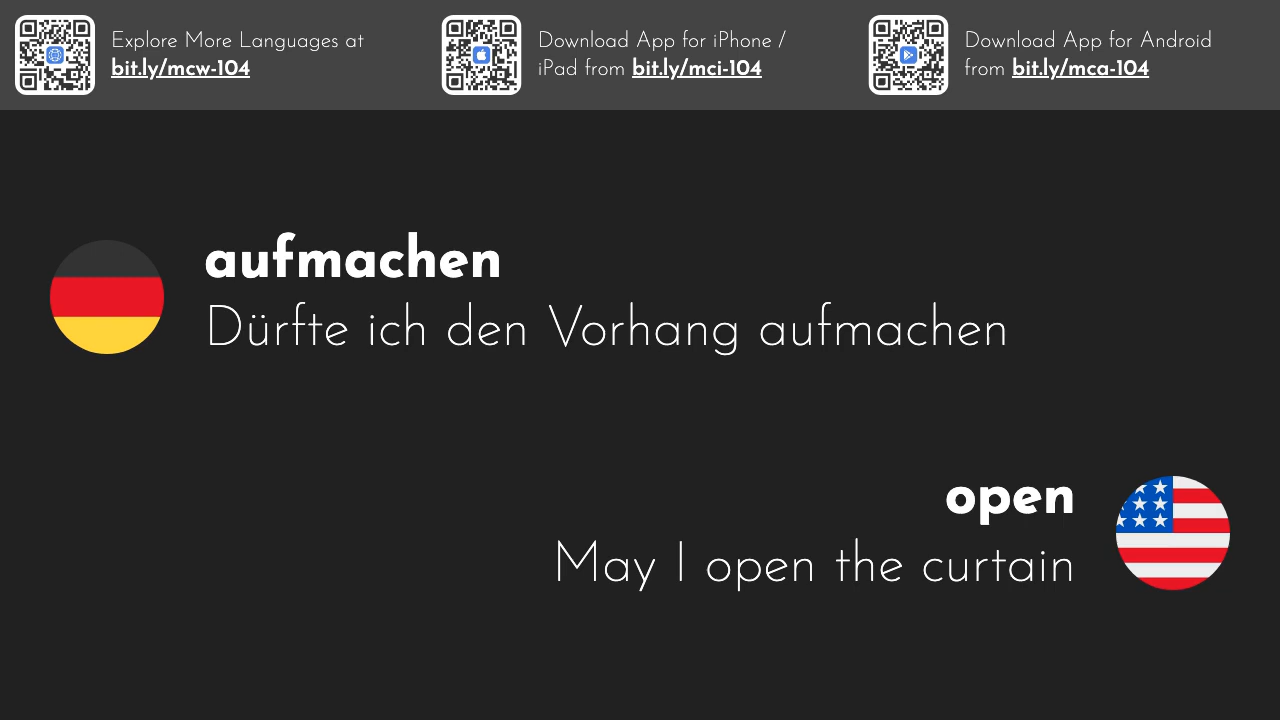 Explore More Languages at
bit.ly/mcw-104
Download App for iPhone /
iPad from bit.ly/mci-104
Download App for Android
from bit.ly/mca-104
aufmachen
Dürfte ich den Vorhang aufmachen
open
May I open the curtain